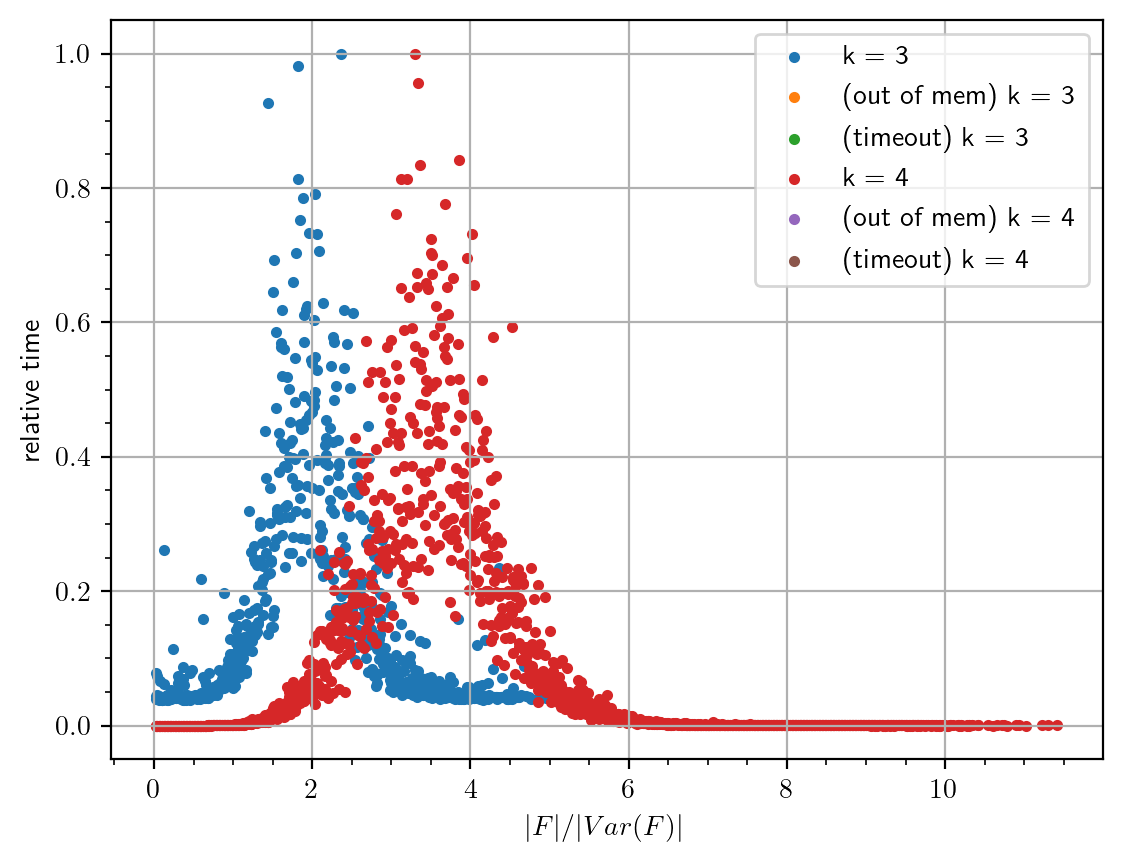 1.0
0.8
0.6
0.4
0.2
0.0
relative time
0 2 4 6 8 10
|F|/|Var(F)|
k = 3
(out of mem) k = 3
(timeout) k = 3
k = 4
(out of mem) k = 4
(timeout) k = 4